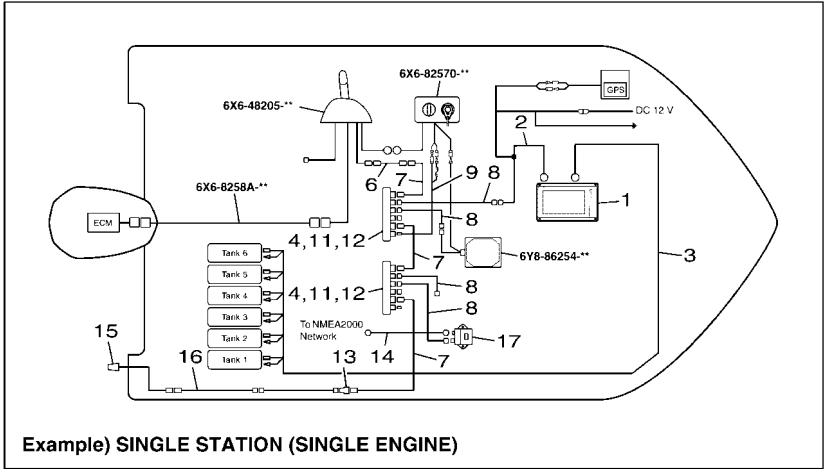 6X6-82570-**
6X6-48205-**
GPS
DC 12 V
2
9
8
6
7
6X6-8258A-**
8
1
ECM
4,11,12
6Y8-86254-**
3
Tank 6
7
Tank 5
8
4,11,12
Tank 4
8
Tank 3
To NMEA2000
Network
17
15
Tank 2
14
16
Tank 1
13
7
Example) SINGLE STATION (SINGLE ENGINE)